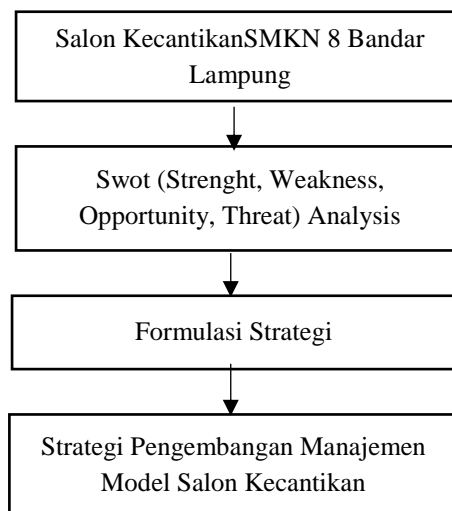 Salon KecantikanSMKN 8 Bandar
Lampung
Swot (Strenght, Weakness,
Opportunity, Threat) Analysis
Formulasi Strategi
Strategi Pengembangan Manajemen
Model Salon Kecantikan